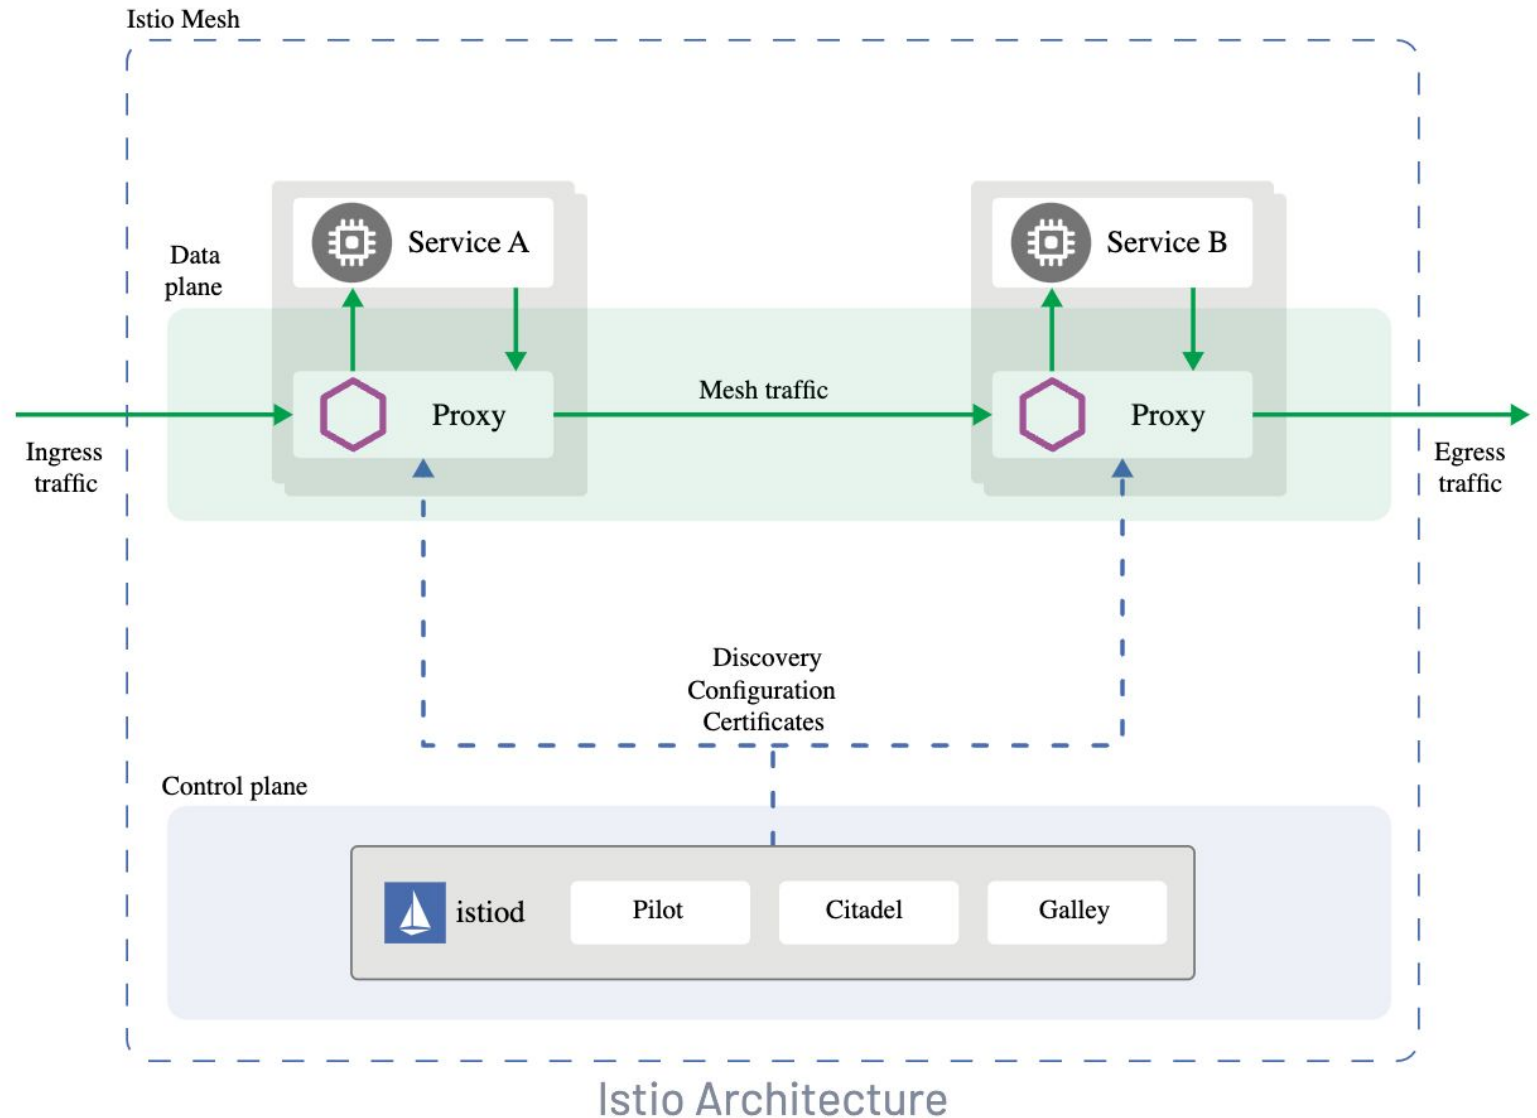 Istio Mesh
Service A
Service B
Data
plane
Mesh traffic
Proxy
Proxy
Ingress
traffic
Egress
traffic
Discovery
Configuration
Certificates
Control plane
istiod
Pilot
Citadel
Galley
Istio Architecture